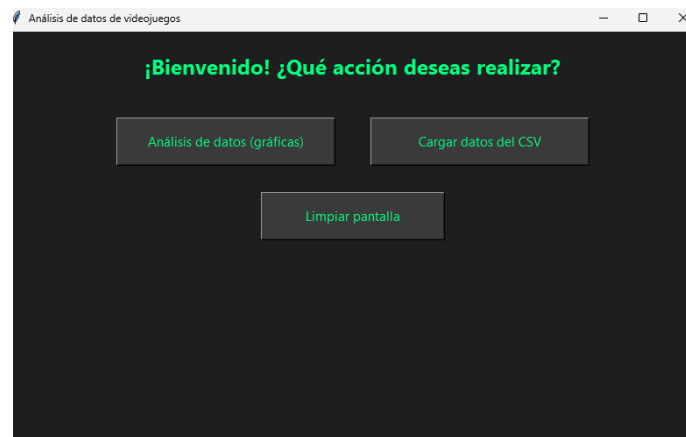 Análisis de datos de videojuegos
¡Bienvenido! ¿Qué acción deseas realizar?
Análisis de datos (gráficas)
Cargar datos del CSV
Limpiar pantalla